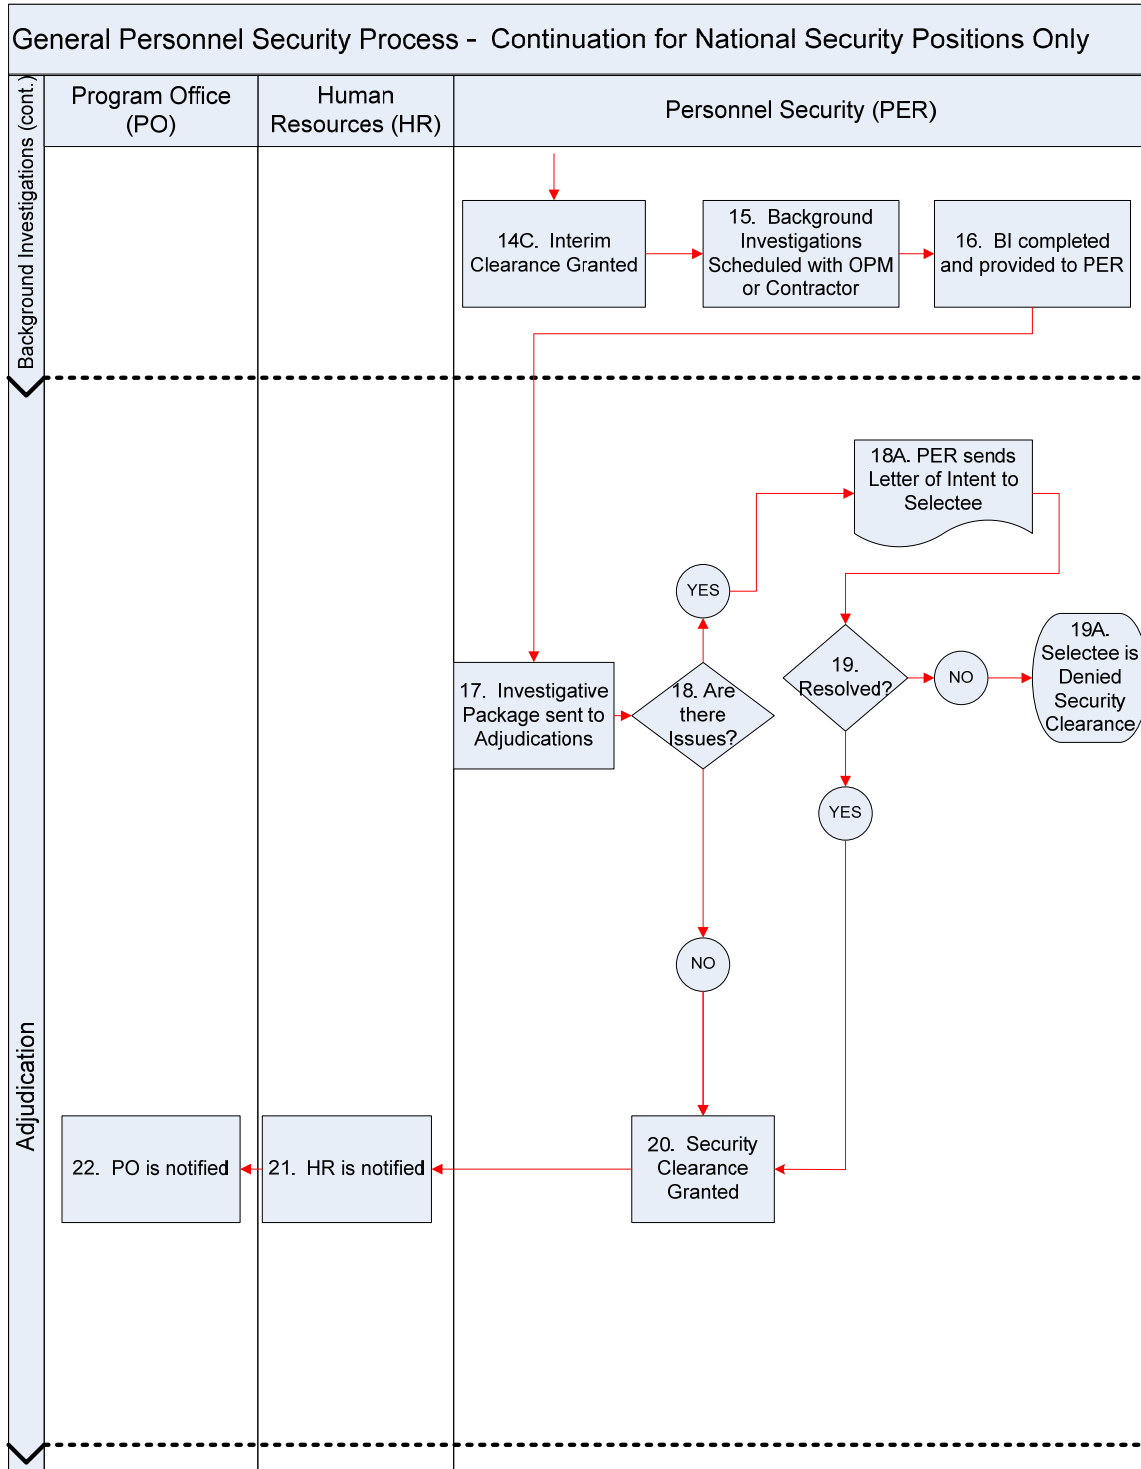 General Personnel Security Process - Continuation for National Security Positions Only
Background Investigations (cont.)
Program Office
(PO)
Human
Resources (HR)
Personnel Security (PER)
14C. Interim
Clearance Granted
15. Background
Investigations
Scheduled with OPM
or Contractor
16. BI completed
and provided to PER
Adjudication
18A. PER sends
Letter of Intent to
Selectee
YES
17. Investigative
Package sent to
Adjudications
18. Are
there
Issues?
19.
Resolved?
NO
19A.
Selectee is
Denied
Security
Clearance
YES
NO
22. PO is notified
21. HR is notified
20. Security
Clearance
Granted